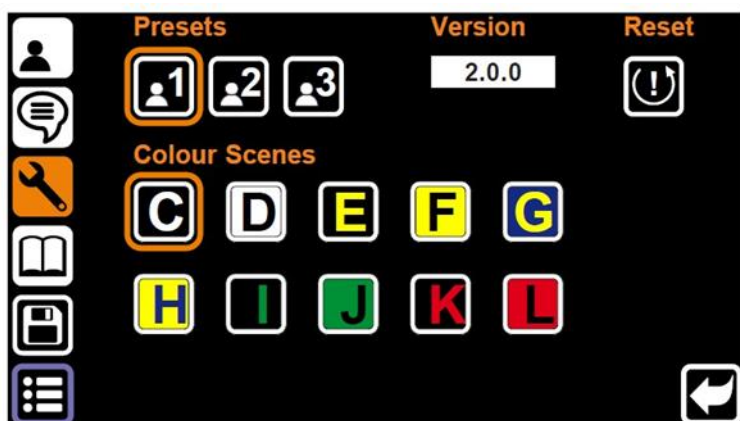 Presets Version Reset
1 2 3 2.0.0 !
Colour Scenes
C D E F G
H I J K L